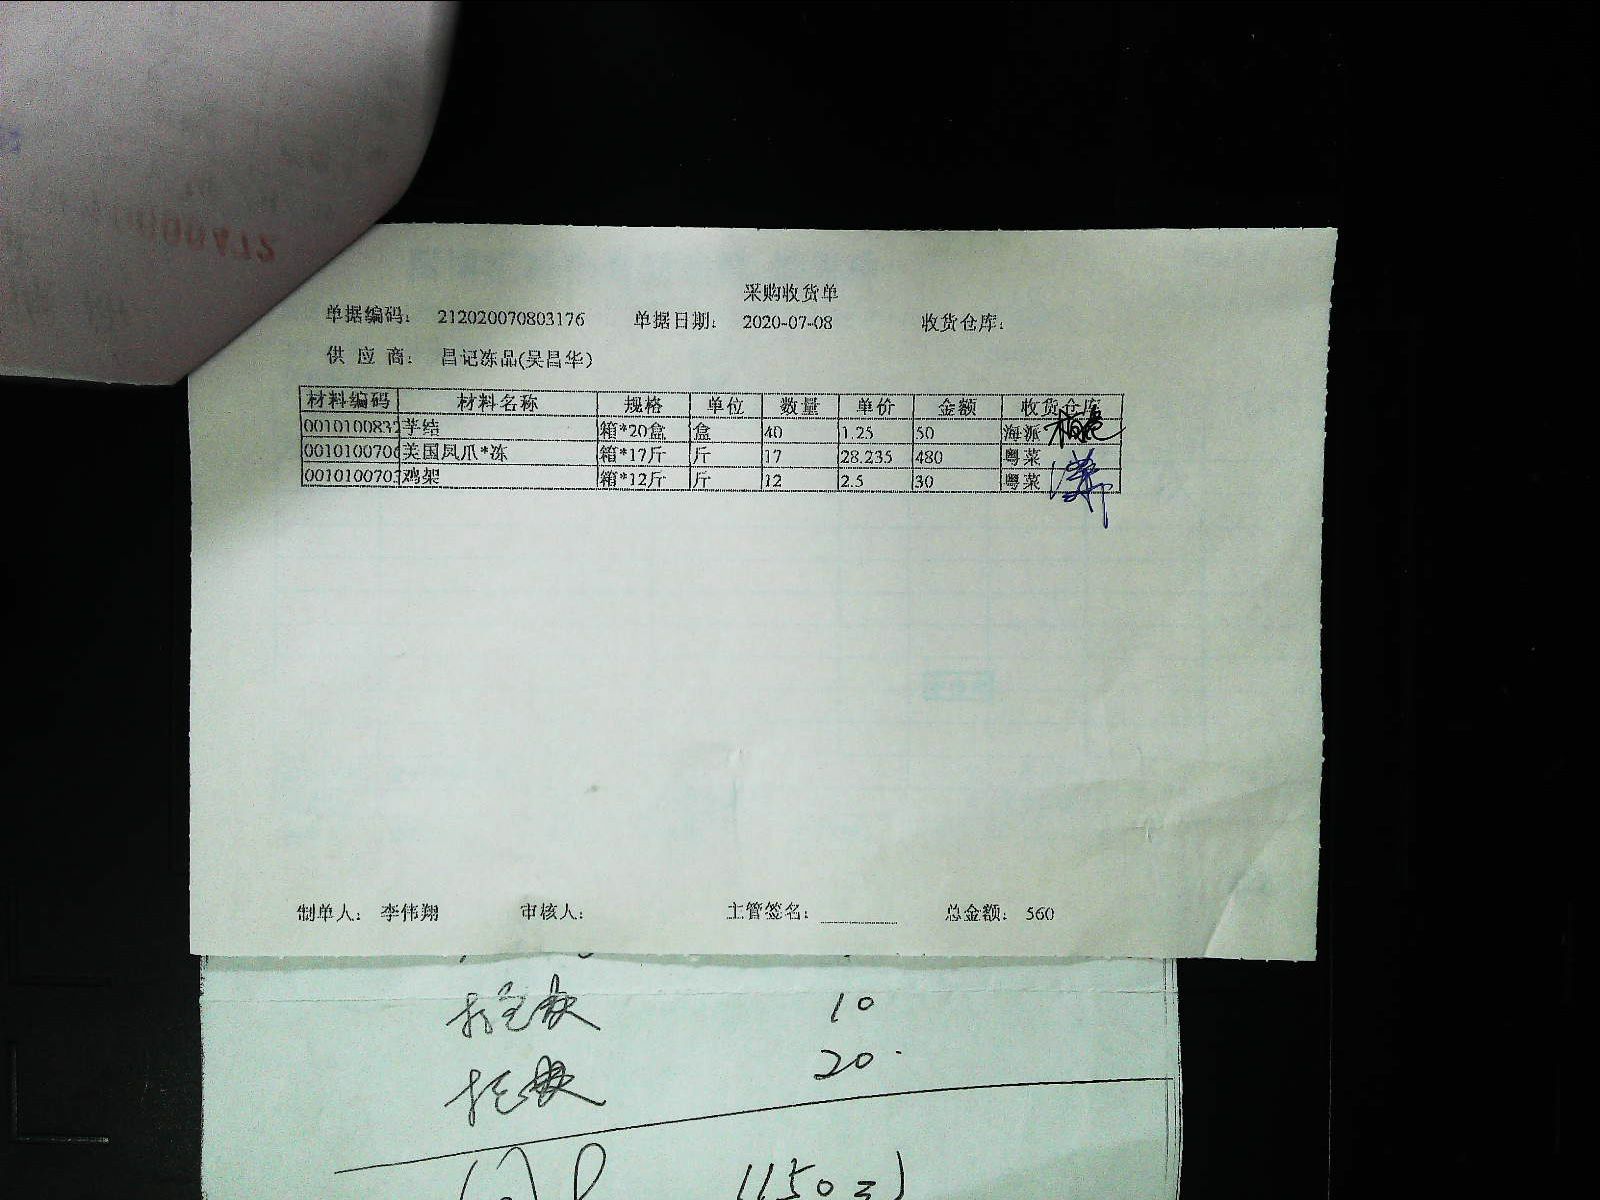 采购收货单
单据编码： 212020070803176 单据日期： 2020-07-08 收货仓库：
供 应 商： 昌记冻品(吴昌华)
材料编码 材料名称 规格 单位 数量 单价 金额 收货仓库
0010100832 芋结 箱*20盒 盒 40 1.25 50 海派
001010070 美国凤爪*冻 箱*17斤 斤 17 28.235 480 粤菜
001010070 鸡架 箱*12斤 斤 12 2.5 30 粤菜
制单人： 李伟翔 审核人： 主管签名： 总金额： 560
10
20